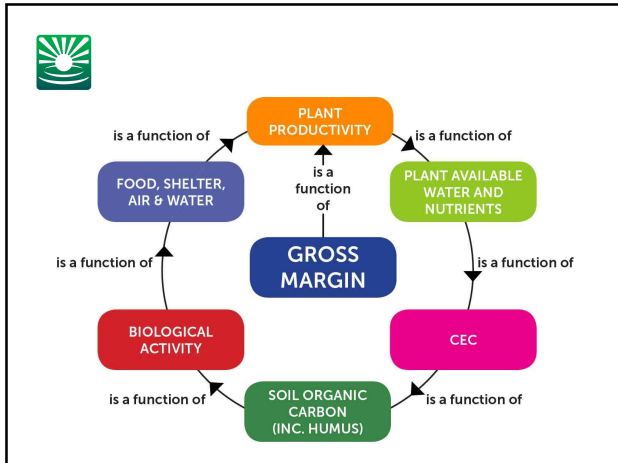 PLANT
PRODUCTIVITY
is a function of
is a function of
FOOD, SHELTER,
AIR & WATER
is a
function
of
PLANT AVAILABLE
WATER AND
NUTRIENTS
GROSS
MARGIN
is a function of
is a function of
BIOLOGICAL
ACTIVITY
CEC
is a function of
SOIL ORGANIC
CARBON
(INC. HUMUS)
is a function of